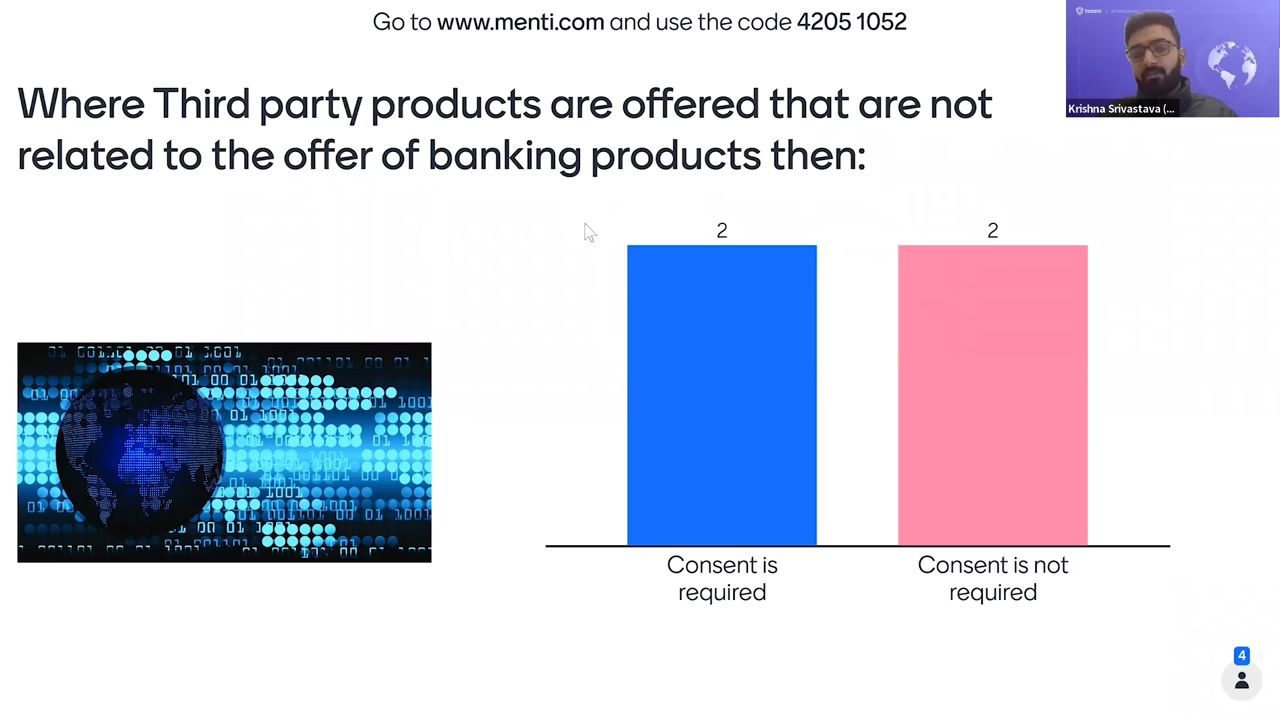 Go to www.menti.com and use the code 4205 1052
tsaaro
Krishna Srivastava (...
Where Third party products are offered that are not
related to the offer of banking products then:
2
2
Consent is
required
Consent is not
required
4